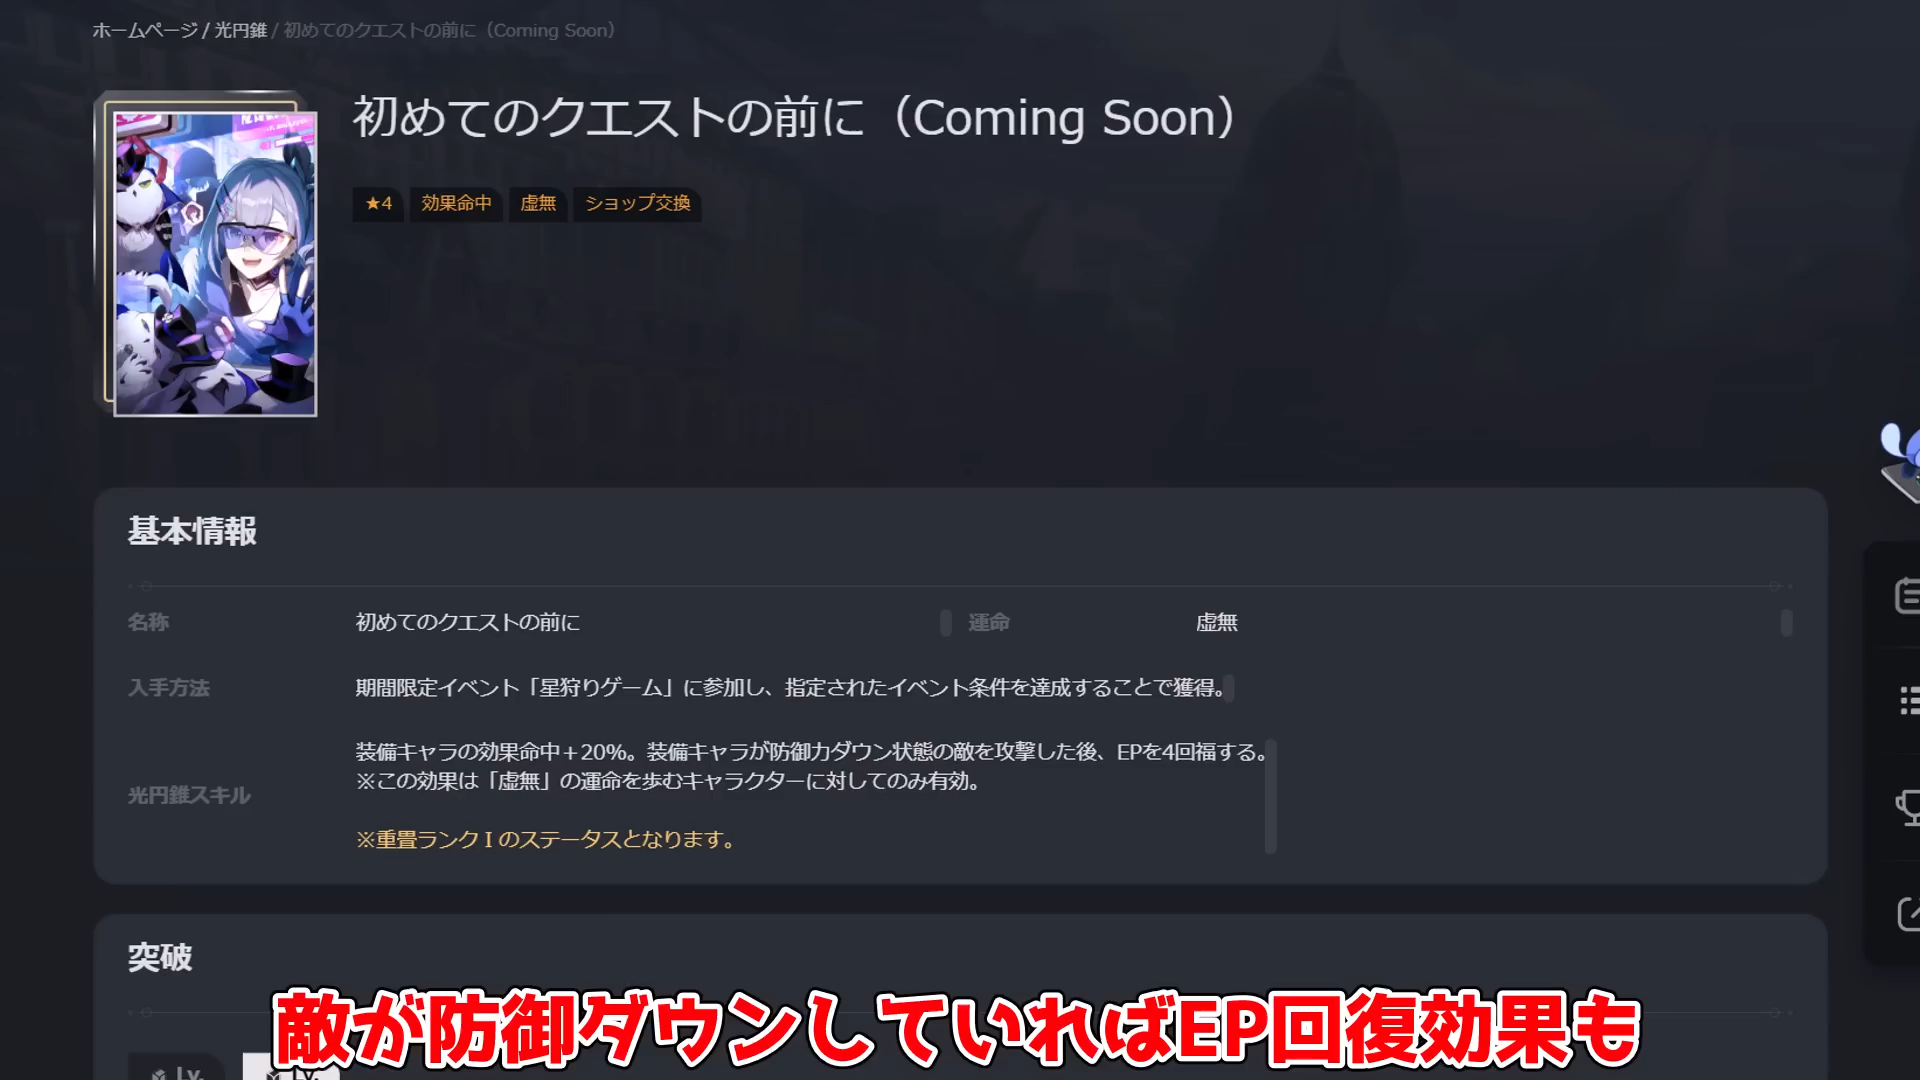 ホームページ / 光円錐 / 初めてのクエストの前に（Coming Soon）
初めてのクエストの前に（Coming Soon）
★4 効果命中 虚無 ショップ交換
基本情報
名称 初めてのクエストの前に 運命 虚無
入手方法 期間限定イベント「星狩りゲーム」に参加し、指定されたイベント条件を達成することで獲得。
装備キャラの効果命中＋20%。装備キャラが防御力ダウン状態の敵を攻撃した後、EPを4回福する。
※この効果は「虚無」の運命を歩むキャラクターに対してのみ有効。
光円錐スキル
※重畳ランクⅠのステータスとなります。
突破
敵が防御ダウンしていればEP回復効果も
Lv. Lv.